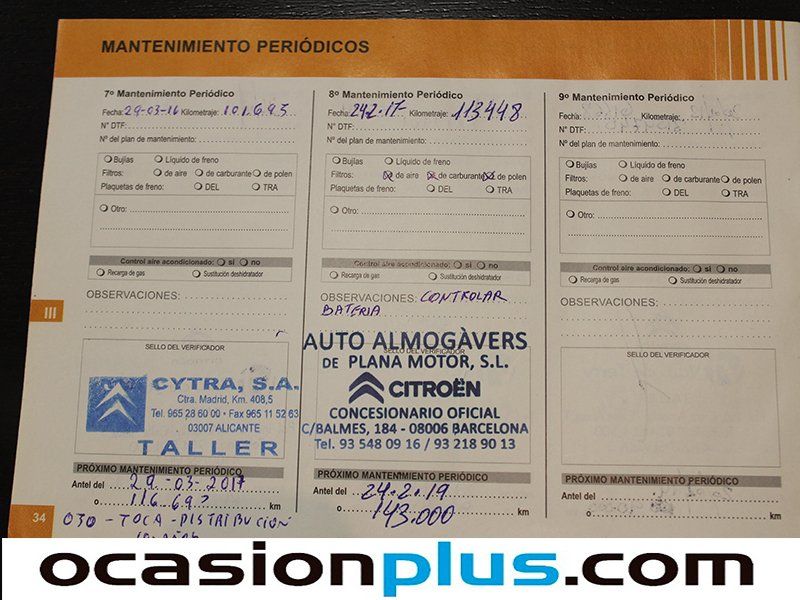 MANTENIMIENTO PERIÓDICOS
7º Mantenimiento Periódico
Fecha: 29-03-16 Kilometraje: 101.693
N° DTF:
Nº del plan de mantenimiento:
Bujías Líquido de freno
Filtros: de aire de carburante de polen
Plaquetas de freno: DEL TRA
Otro:
Control aire acondicionado: si no
Recarga de gas Sustitución deshidratador
OBSERVACIONES:
SELLO DEL VERIFICADOR
CYTRA, S.A.
Ctra. Madrid, Km. 408,5
Tel. 965 28 60 00 • Fax 965 11 52 63
03007 ALICANTE
TALLER
PRÓXIMO MANTENIMIENTO PERIÓDICO
Antel del 29-03-2017
o 116.693 km
OJO - TOCA - DISTRIBUCION
8º Mantenimiento Periódico
Fecha: 24.2.17 Kilometraje: 113448
N° DTF:
Nº del plan de mantenimiento:
Bujías Líquido de freno
Filtros: de aire de carburante de polen
Plaquetas de freno: DEL TRA
Otro:
Control aire acondicionado: si no
Recarga de gas Sustitución deshidratador
OBSERVACIONES: CONTROLAR
BATERIA
AUTO ALMOGÀVERS
SELLO DEL VERIFICADOR
DE PLANA MOTOR, S.L.
CITROËN
CONCESIONARIO OFICIAL
C/BALMES, 184 - 08006 BARCELONA
Tel. 93 548 09 16 / 93 218 90 13
PRÓXIMO MANTENIMIENTO PERIÓDICO
Antel del 24.2.19
o 143.000 km
9º Mantenimiento Periódico
Fecha: Kilometraje:
N° DTF:
Nº del plan de mantenimiento:
Bujías Líquido de freno
Filtros: de aire de carburante de polen
Plaquetas de freno: DEL TRA
Otro:
Control aire acondicionado: si no
Recarga de gas Sustitución deshidratador
OBSERVACIONES:
SELLO DEL VERIFICADOR
PRÓXIMO MANTENIMIENTO PERIÓDICO
Antel del
o km
III
34
ocasionplus.com